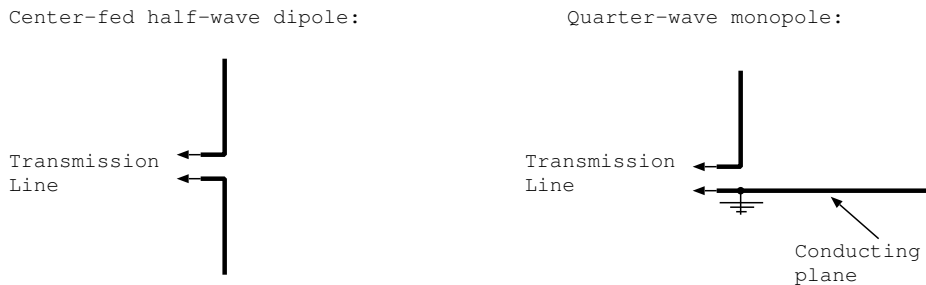 Center-fed half-wave dipole:
Quarter-wave monopole:
Transmission
Line
Transmission
Line
Conducting
plane